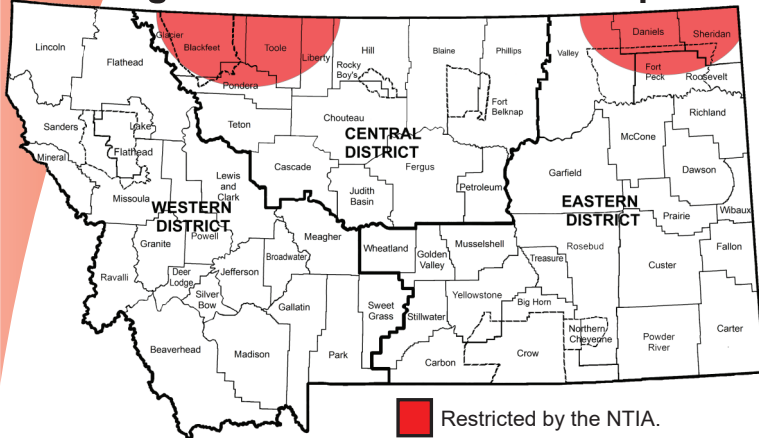 Lincoln
Flathead
Glacier
Blackfeet
Toole
Liberty
Hill
Rocky
Boy's
Blaine
Phillips
Valley
Daniels
Sheridan
Fort
Peck
Roosevelt
Pondera
Fort
Belknap
Sanders
Lake
Flathead
Mineral
Missoula
Teton
Chouteau
CENTRAL
DISTRICT
Cascade
Fergus
Judith
Basin
Petroleum
Garfield
McCone
Richland
Dawson
Prairie
Wibaux
EASTERN
DISTRICT
Lewis
and
Clark
WESTERN
DISTRICT
Powell
Granite
Ravalli
Deer
Lodge
Silver
Bow
Jefferson
Broadwater
Meagher
Wheatland
Golden
Valley
Musselshell
Treasure
Rosebud
Custer
Fallon
Gallatin
Sweet
Grass
Stillwater
Yellowstone
Big Horn
Northern
Cheyenne
Powder
River
Carter
Beaverhead
Madison
Park
Carbon
Crow
Restricted by the NTIA.